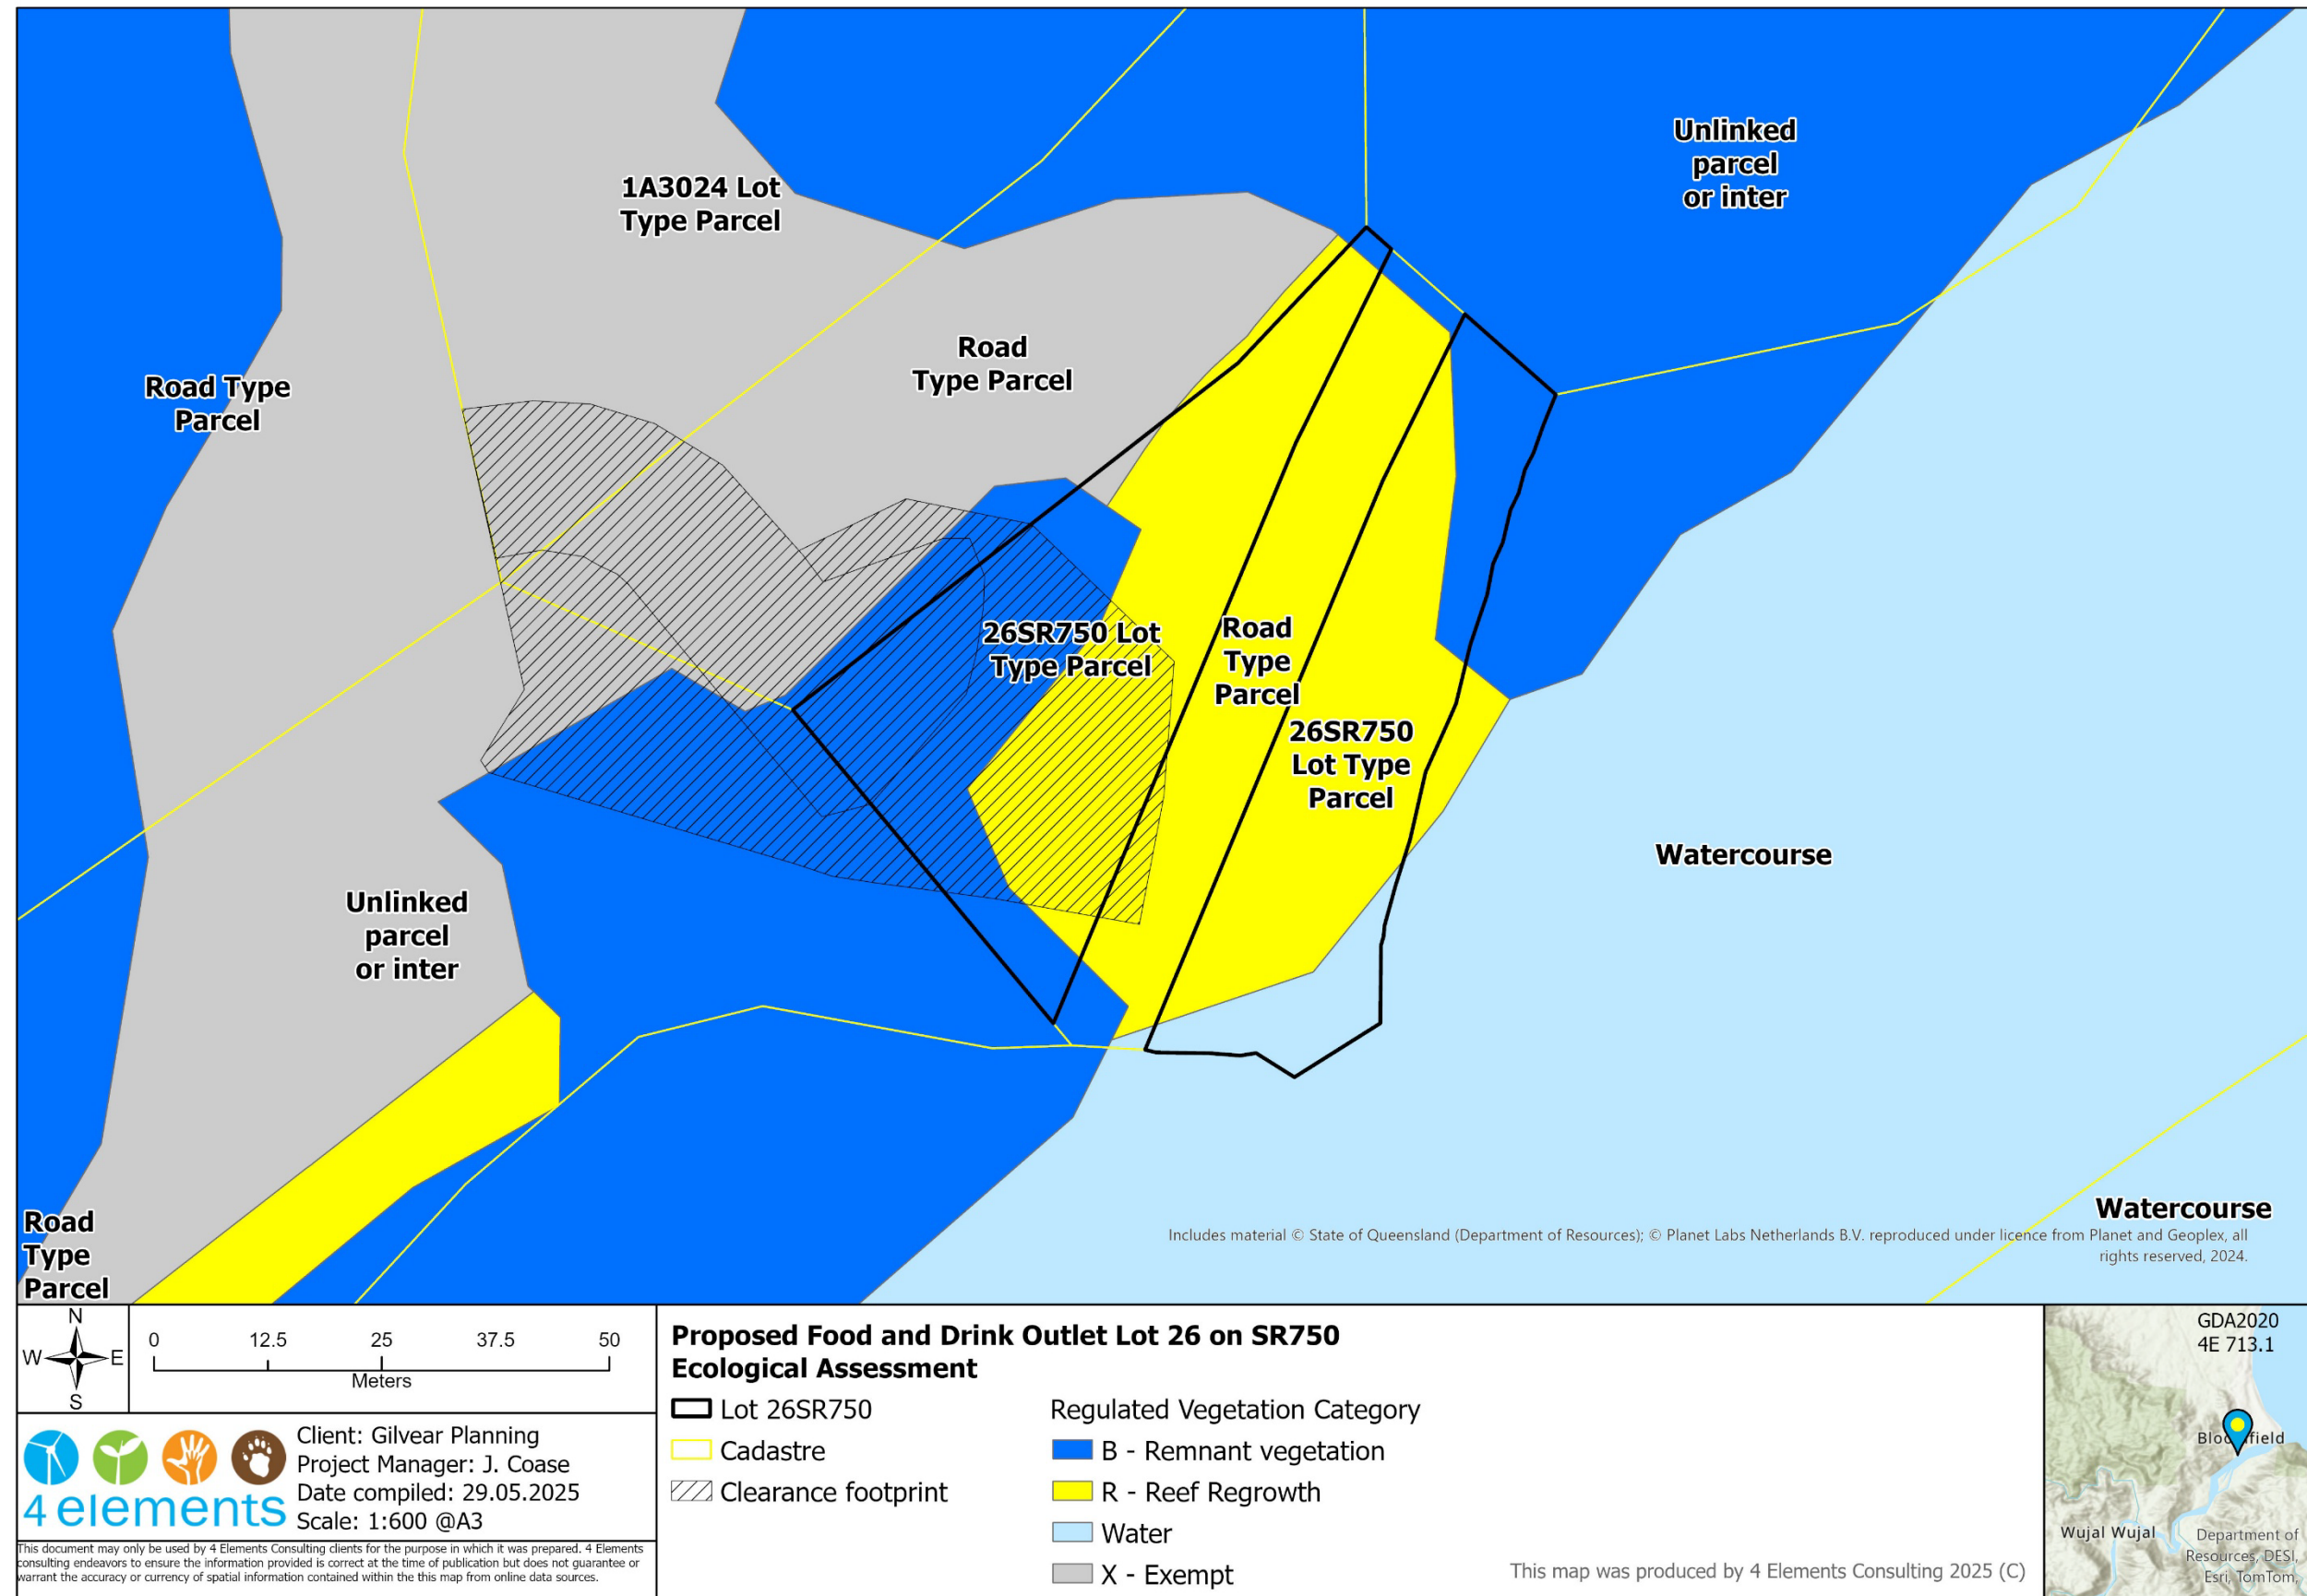 Unlinked
parcel
or inter
1A3024 Lot
Type Parcel
Road
Type Parcel
Road Type
Parcel
26SR750 Lot
Type Parcel
Road
Type
Parcel
26SR750
Lot Type
Parcel
Watercourse
Unlinked
parcel
or inter
Watercourse
Road
Type
Parcel
Includes material © State of Queensland (Department of Resources); © Planet Labs Netherlands B.V. reproduced under licence from Planet and Geoplex, all
rights reserved, 2024.
N
W E
S
0 12.5 25 37.5 50
Meters
4 elements
Client: Gilvear Planning
Project Manager: J. Coase
Date compiled: 29.05.2025
Scale: 1:600 @A3
This document may only be used by 4 Elements Consulting clients for the purpose in which it was prepared. 4 Elements
consulting endeavors to ensure the information provided is correct at the time of publication but does not guarantee or
warrant the accuracy or currency of spatial information contained within the this map from online data sources.
Proposed Food and Drink Outlet Lot 26 on SR750
Ecological Assessment
Lot 26SR750
Cadastre
Clearance footprint
Regulated Vegetation Category
B - Remnant vegetation
R - Reef Regrowth
Water
X - Exempt
This map was produced by 4 Elements Consulting 2025 (C)
GDA2020
4E 713.1
Wujal Wujal
Department of
Resources, DESI,
Esri, TomTom,